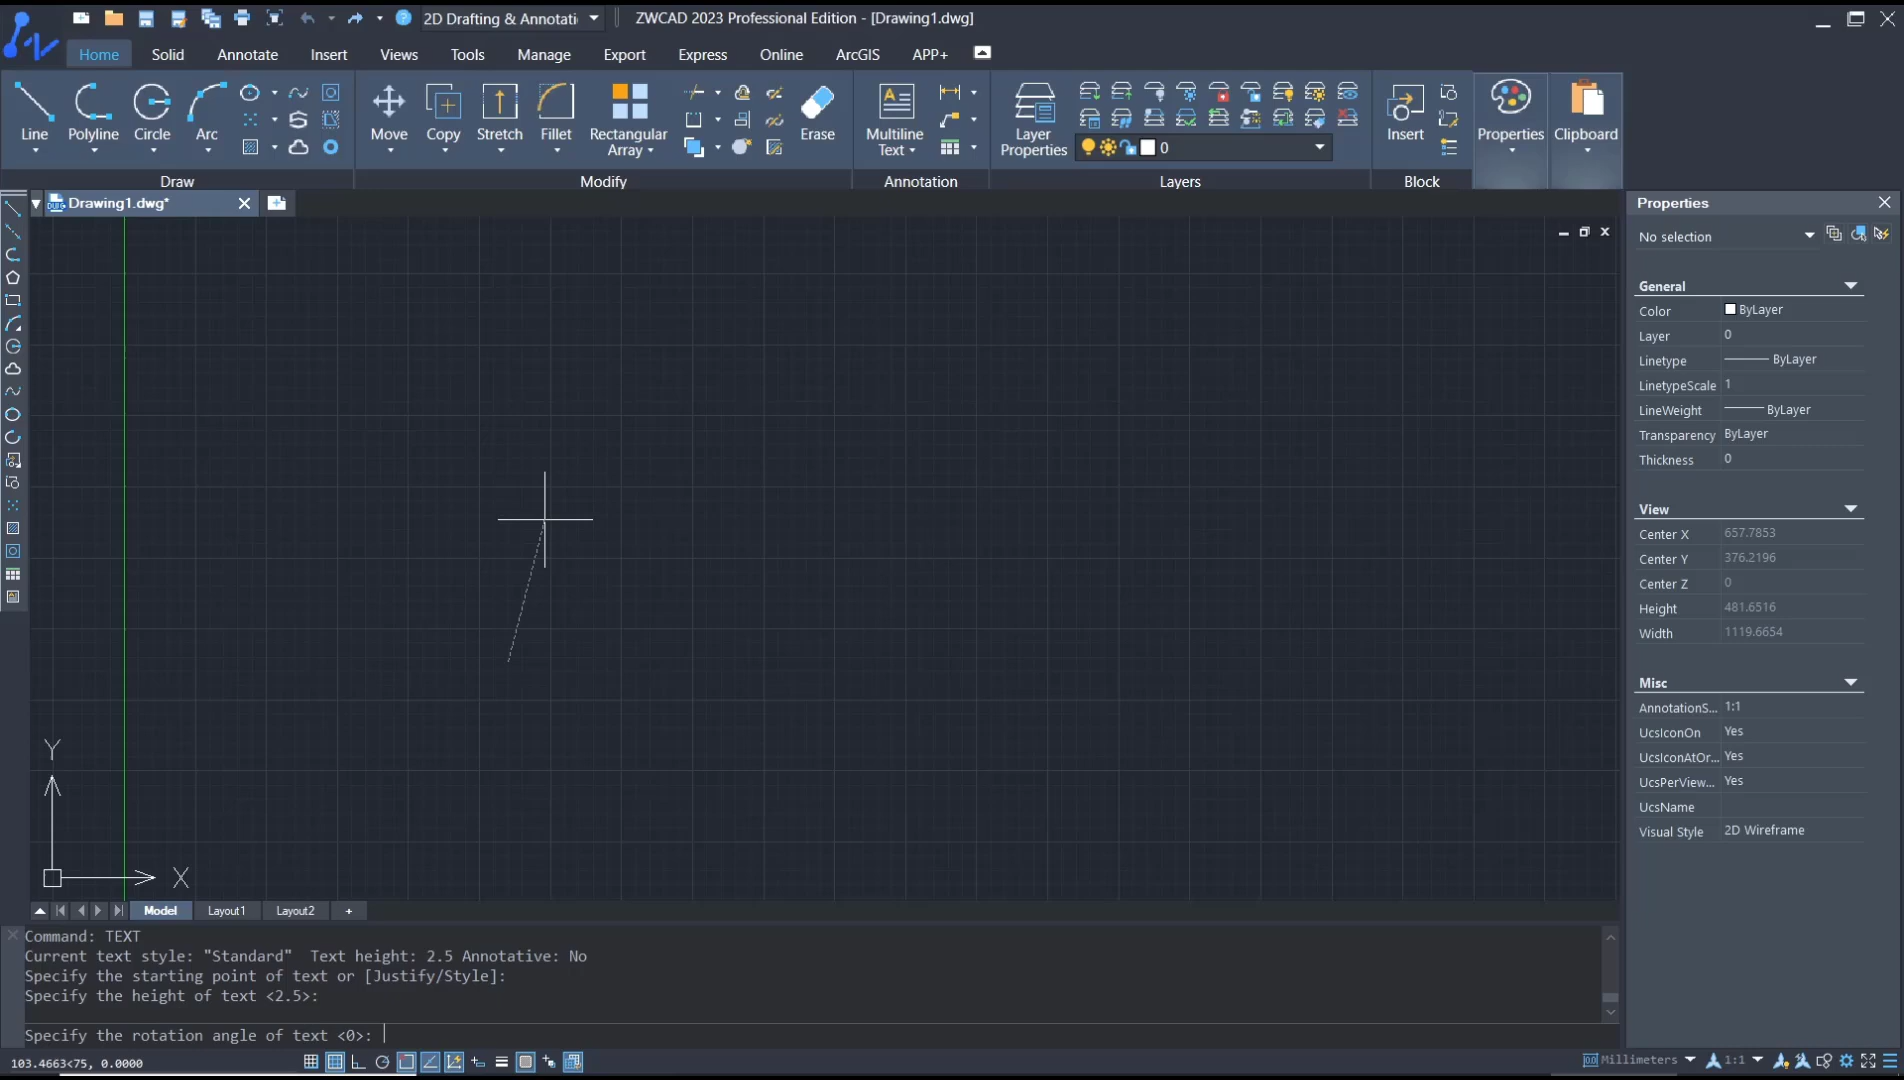 2D Drafting & Annotati
ZWCAD 2023 Professional Edition - [Drawing1.dwg]
Home Solid Annotate Insert Views Tools Manage Export Express Online ArcGIS APP+
Line Polyline Circle Arc
Move Copy Stretch Fillet Rectangular Array Erase
Multiline Text
Layer Properties
0
Insert Properties Clipboard
Draw Modify Annotation Layers Block
Drawing1.dwg*
Properties
No selection
General
Color ByLayer
Layer 0
Linetype ByLayer
LinetypeScale 1
LineWeight ByLayer
Transparency ByLayer
Thickness 0
View
Center X 657.7853
Center Y 376.2196
Center Z 0
Height 481.6516
Width 1119.6654
Misc
AnnotationS... 1:1
UcsIconOn Yes
UcsIconAtOr... Yes
UcsPerView... Yes
UcsName
Visual Style 2D Wireframe
Y
X
Model Layout1 Layout2 +
Command: TEXT
Current text style: "Standard"  Text height: 2.5 Annotative: No
Specify the starting point of text or [Justify/Style]:
Specify the height of text <2.5>:
Specify the rotation angle of text <0>:
103.4663<75, 0.0000
Millimeters 1:1